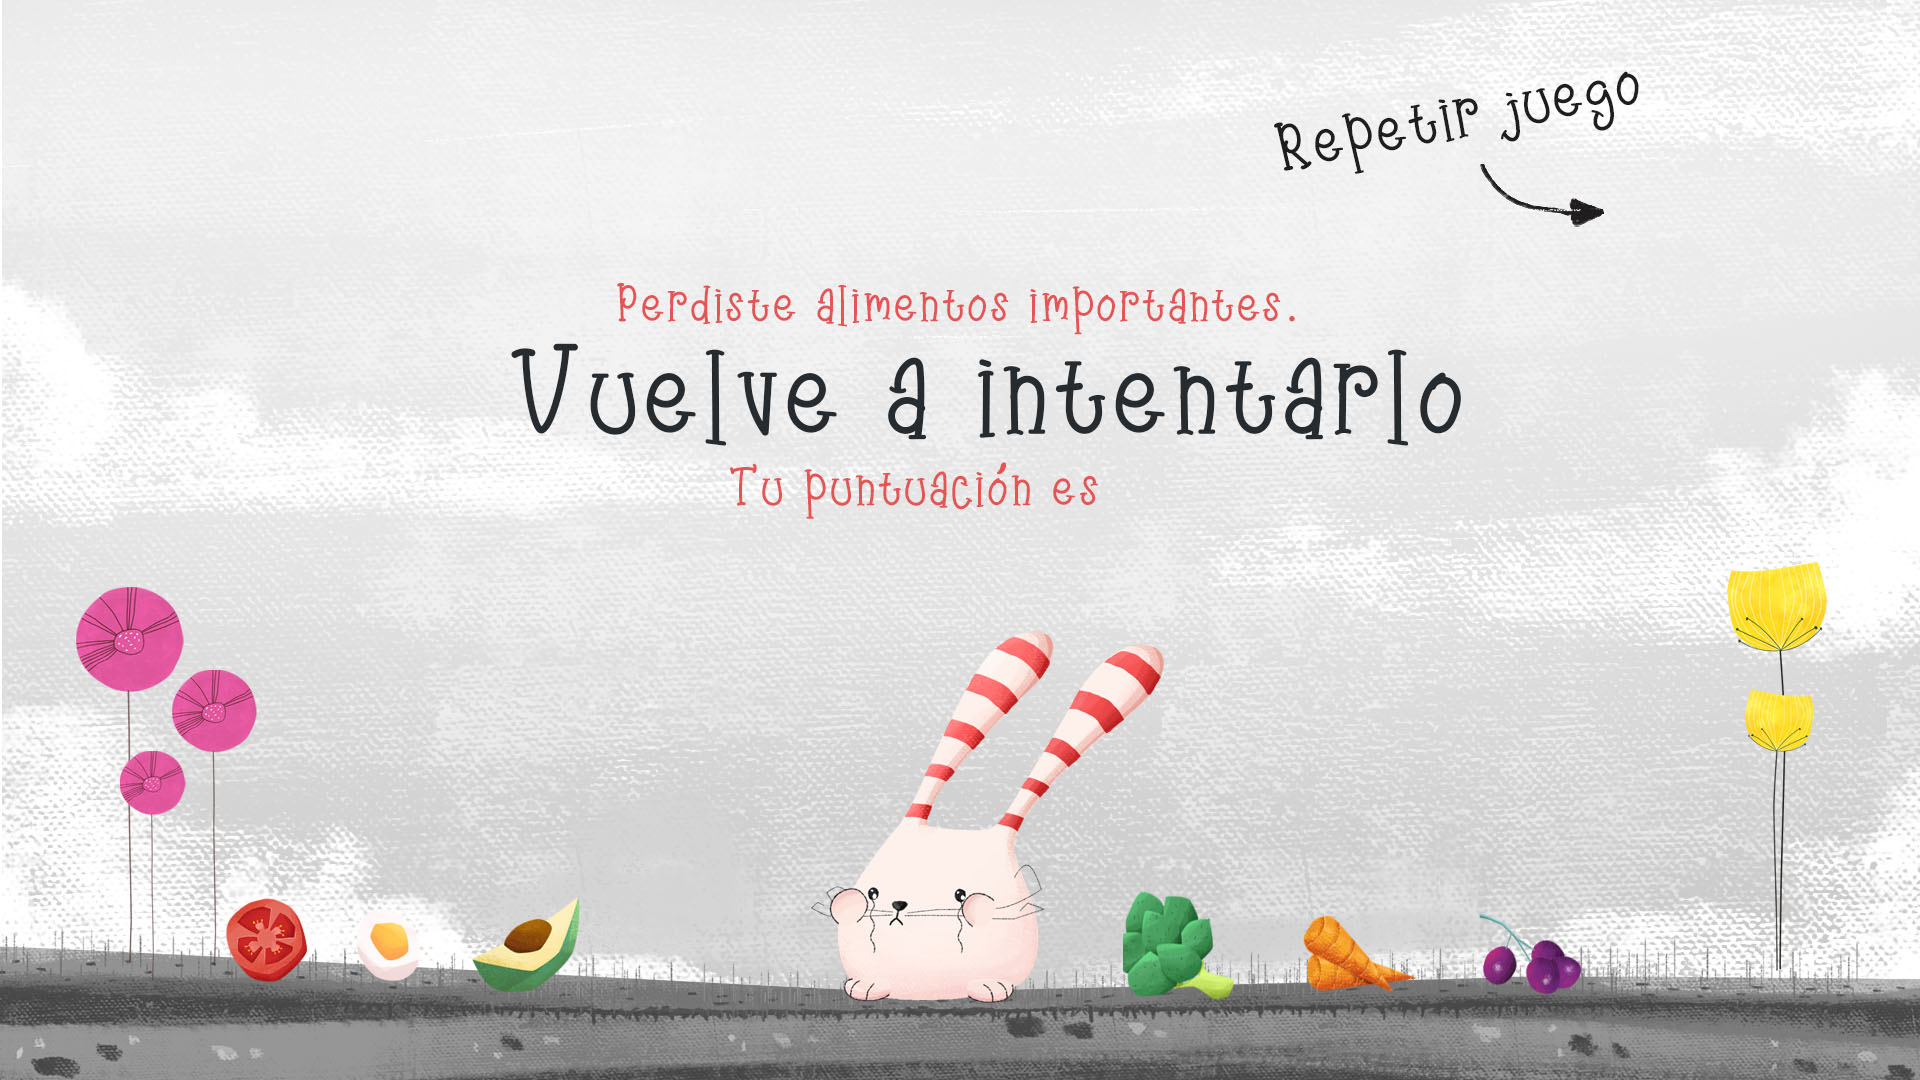 Repetir juego
Perdiste alimentos importantes.
Vuelve a intentarlo
Tu puntuación es